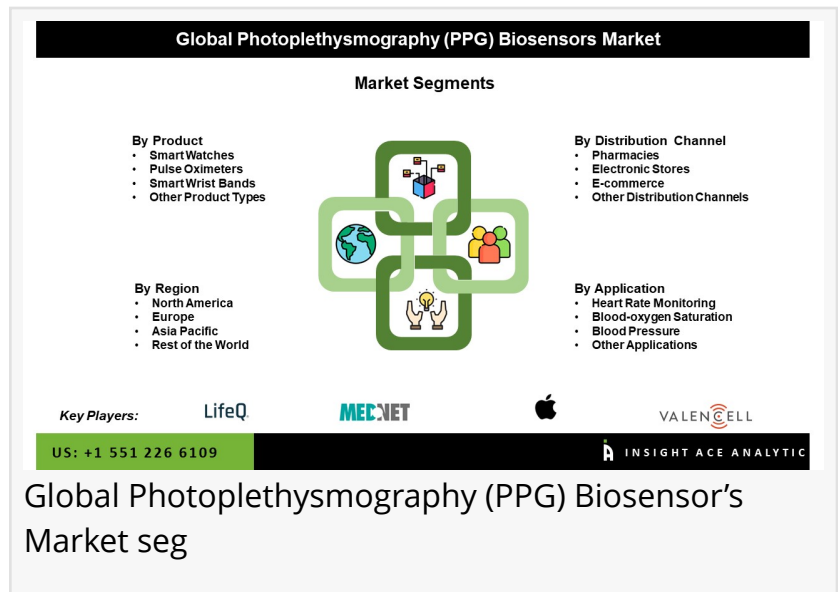 Global Photoplethysmography (PPG) Biosensors Market
Market Segments
By Product
• Smart Watches
• Pulse Oximeters
• Smart Wrist Bands
• Other Product Types
By Distribution Channel
• Pharmacies
• Electronic Stores
• E-commerce
• Other Distribution Channels
By Region
• North America
• Europe
• Asia Pacific
• Rest of the World
By Application
• Heart Rate Monitoring
• Blood-oxygen Saturation
• Blood Pressure
• Other Applications
Key Players:
LifeQ
MEDNET
VALENCELL
US: +1 551 226 6109
INSIGHT ACE ANALYTIC
Global Photoplethysmography (PPG) Biosensor’s
Market seg